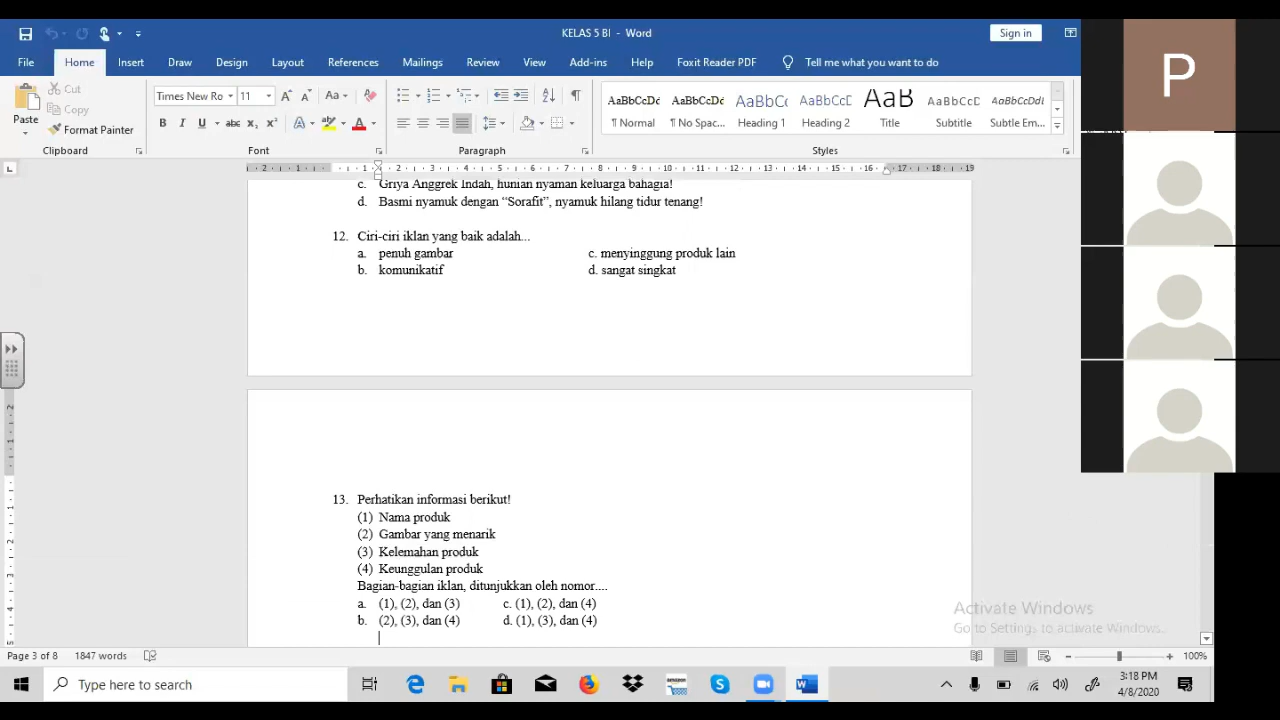 KELAS 5 BI - Word
Sign in
File Home Insert Draw Design Layout References Mailings Review View Add-ins Help Foxit Reader PDF Tell me what you want to do
Paste
Cut
Copy
Format Painter
Clipboard
Times New Ro 11
Font
Paragraph
AaBbCcDd AaBbCcDd AaBbCc AaBbCcD AaB AaBbCcD AaBbCcDd
¶ Normal ¶ No Spac... Heading 1 Heading 2 Title Subtitle Subtle Em...
Styles
c. Griya Anggrek Indah, hunian nyaman keluarga bahagia!
d. Basmi nyamuk dengan “Sorafit”, nyamuk hilang tidur tenang!
12. Ciri-ciri iklan yang baik adalah...
a. penuh gambar c. menyinggung produk lain
b. komunikatif d. sangat singkat
13. Perhatikan informasi berikut!
(1) Nama produk
(2) Gambar yang menarik
(3) Kelemahan produk
(4) Keunggulan produk
Bagian-bagian iklan, ditunjukkan oleh nomor....
a. (1), (2), dan (3) c. (1), (2), dan (4)
b. (2), (3), dan (4) d. (1), (3), dan (4)
P
Activate Windows
Go to Settings to activate Windows.
Page 3 of 8 1847 words
100%
Type here to search
3:18 PM
4/8/2020